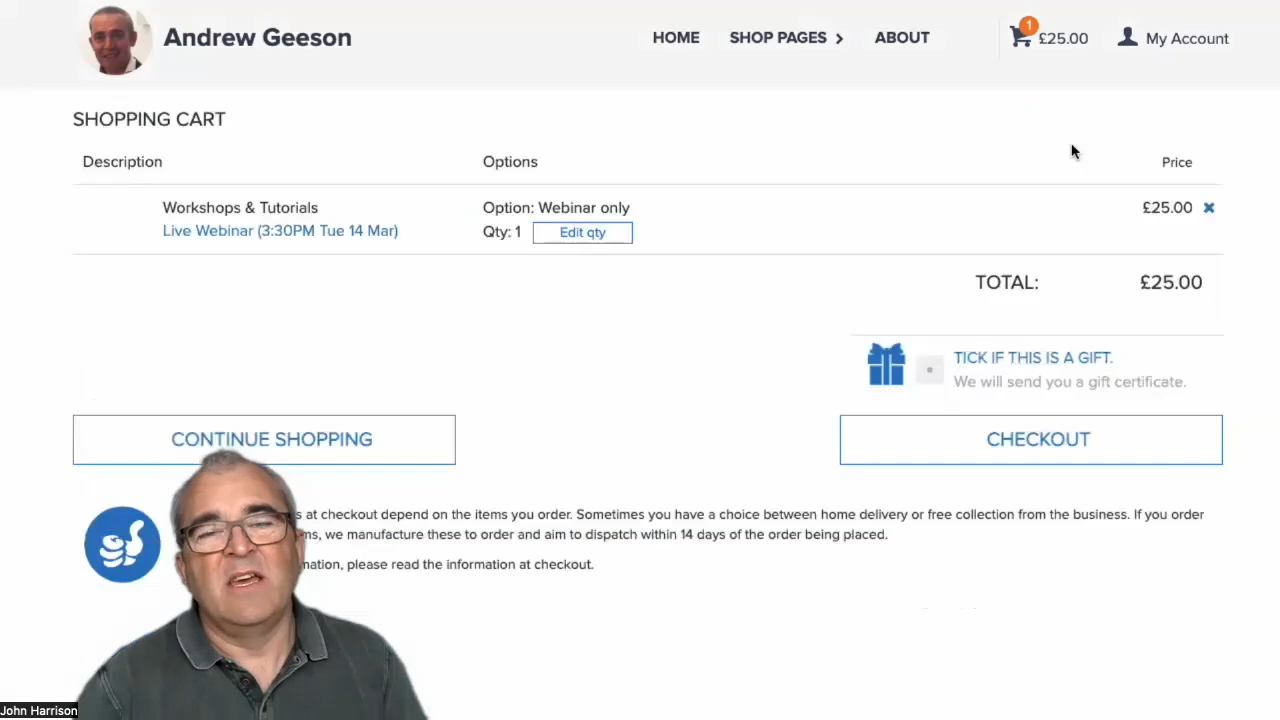 Andrew Geeson
HOME
SHOP PAGES
ABOUT
1
£25.00
My Account
SHOPPING CART
Description
Options
Price
Workshops & Tutorials
Option: Webinar only
£25.00
Live Webinar (3:30PM Tue 14 Mar)
Qty: 1
Edit qty
TOTAL:
£25.00
TICK IF THIS IS A GIFT.
We will send you a gift certificate.
CONTINUE SHOPPING
CHECKOUT
at checkout depend on the items you order. Sometimes you have a choice between home delivery or free collection from the business. If you order
we manufacture these to order and aim to dispatch within 14 days of the order being placed.
please read the information at checkout.
John Harrison